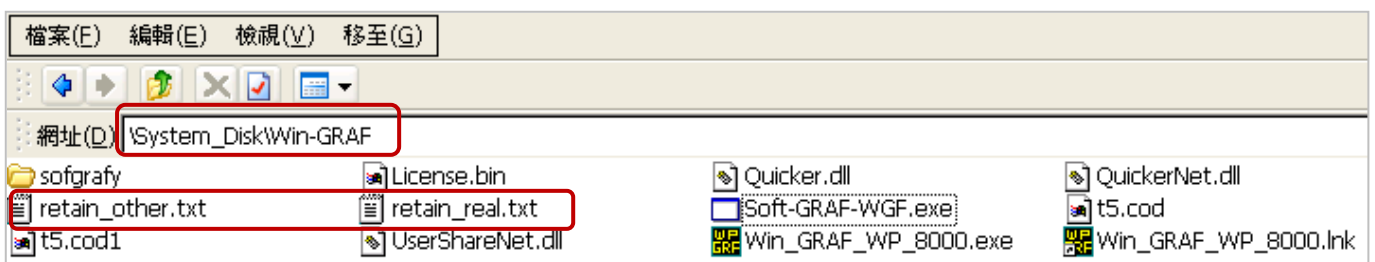 檔案(F) 編輯(E) 檢視(V) 移至(G)
網址(D) \System_Disk\Win-GRAF
sofgrafy License.bin Quicker.dll QuickerNet.dll
retain_other.txt retain_real.txt Soft-GRAF-WGF.exe t5.cod
t5.cod1 UserShareNet.dll Win_GRAF_WP_8000.exe Win_GRAF_WP_8000.lnk